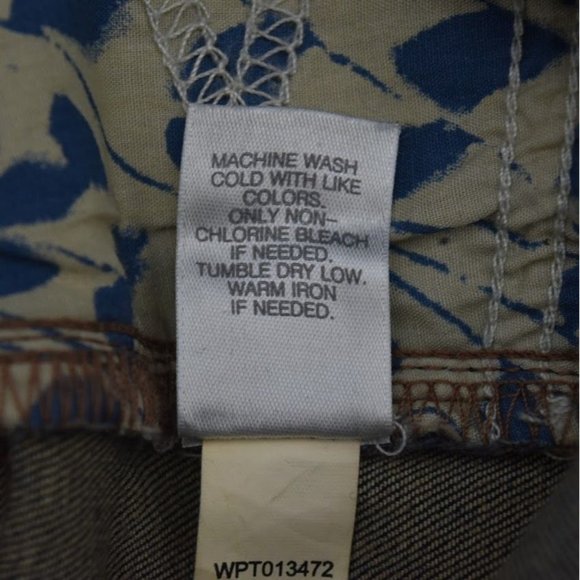 MACHINE WASH
COLD WITH LIKE
COLORS.
ONLY NON-
CHLORINE BLEACH
IF NEEDED.
TUMBLE DRY LOW.
WARM IRON
IF NEEDED.
WPT013472